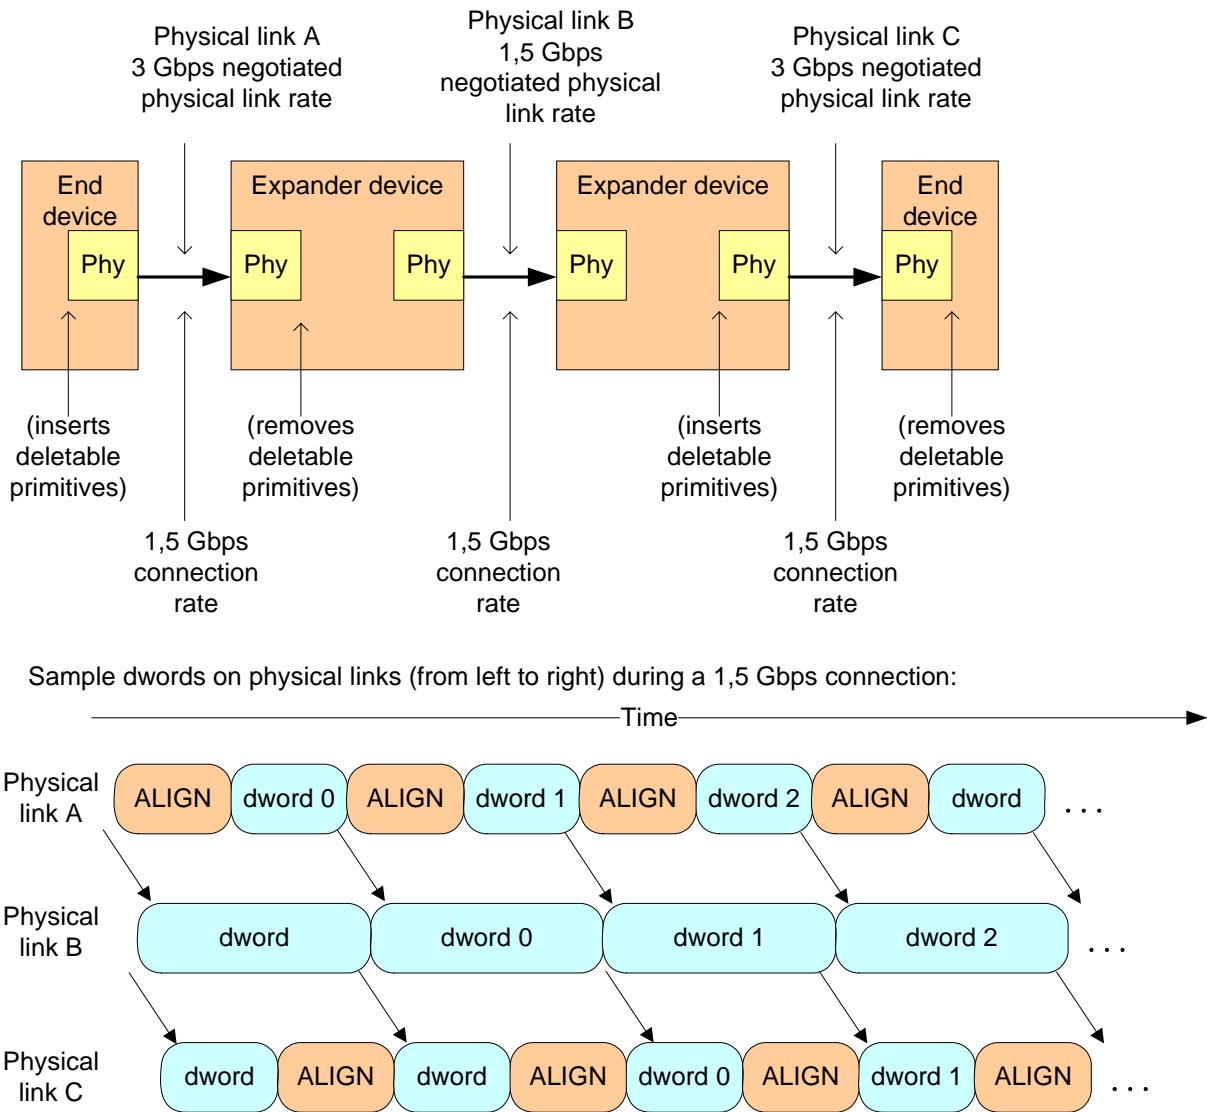 Physical link A
3 Gbps negotiated
physical link rate
Physical link B
1,5 Gbps
negotiated physical
link rate
Physical link C
3 Gbps negotiated
physical link rate
End
device
Phy
Expander device
Phy
Phy
Expander device
Phy
Phy
End
device
Phy
(inserts
deletable
primitives)
(removes
deletable
primitives)
(inserts
deletable
primitives)
(removes
deletable
primitives)
1,5 Gbps
connection
rate
1,5 Gbps
connection
rate
1,5 Gbps
connection
rate
Sample dwords on physical links (from left to right) during a 1,5 Gbps connection:
Time
Physical
link A
ALIGN dword 0 ALIGN dword 1 ALIGN dword 2 ALIGN dword . . .
Physical
link B
dword dword 0 dword 1 dword 2 . . .
Physical
link C
dword ALIGN dword ALIGN dword 0 ALIGN dword 1 ALIGN . . .